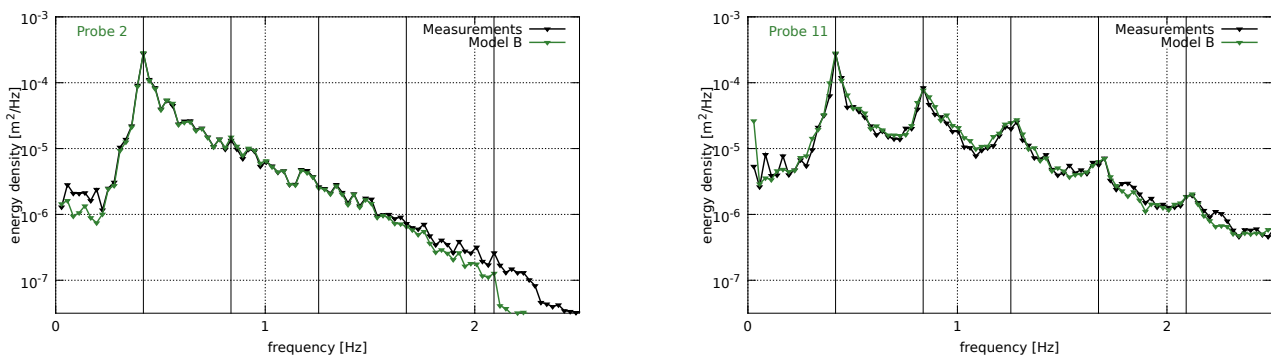 10⁻³
10⁻⁴
10⁻⁵
10⁻⁶
10⁻⁷
energy density [m²/Hz]
Probe 2
Measurements
Model B
0 1 2
frequency [Hz]
10⁻³
10⁻⁴
10⁻⁵
10⁻⁶
10⁻⁷
energy density [m²/Hz]
Probe 11
Measurements
Model B
0 1 2
frequency [Hz]